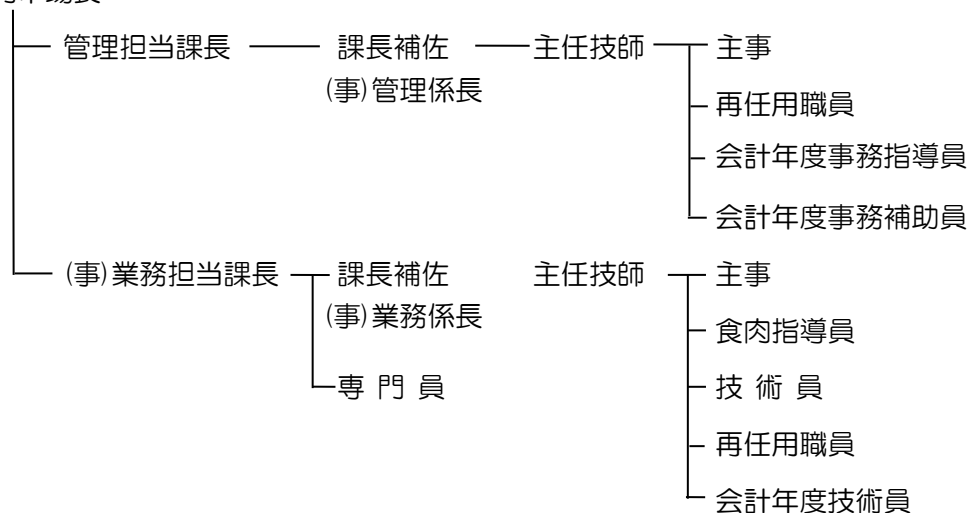 管理担当課長 課長補佐 主任技師 主事
(事)管理係長
再任用職員
会計年度事務指導員
会計年度事務補助員
(事)業務担当課長 課長補佐 主任技師 主事
(事)業務係長
食肉指導員
専門員 技術員
再任用職員
会計年度技術員